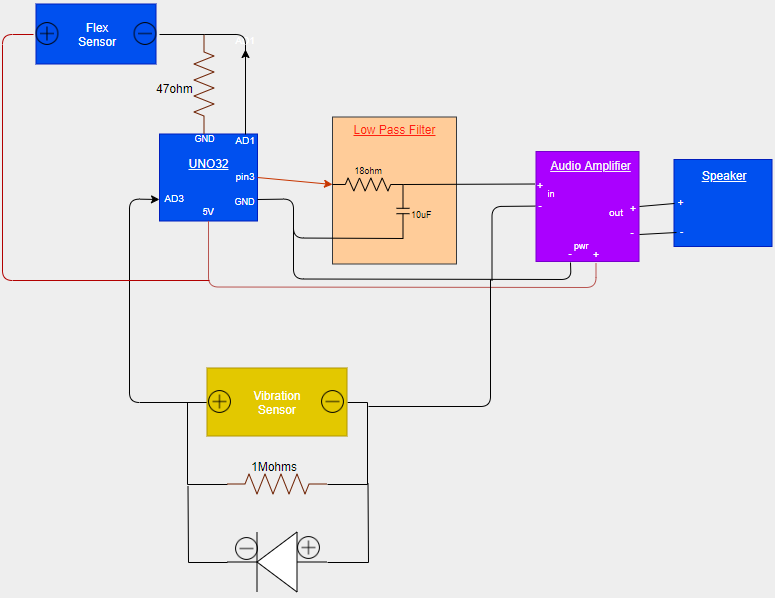 Flex
Sensor
47ohm
GND
AD1
UNO32
pin3
AD3
GND
5V
Low Pass Filter
18ohm
10uF
Audio Amplifier
+
in
-
out
+
-
pwr
-
+
Speaker
+
-
Vibration
Sensor
1Mohms